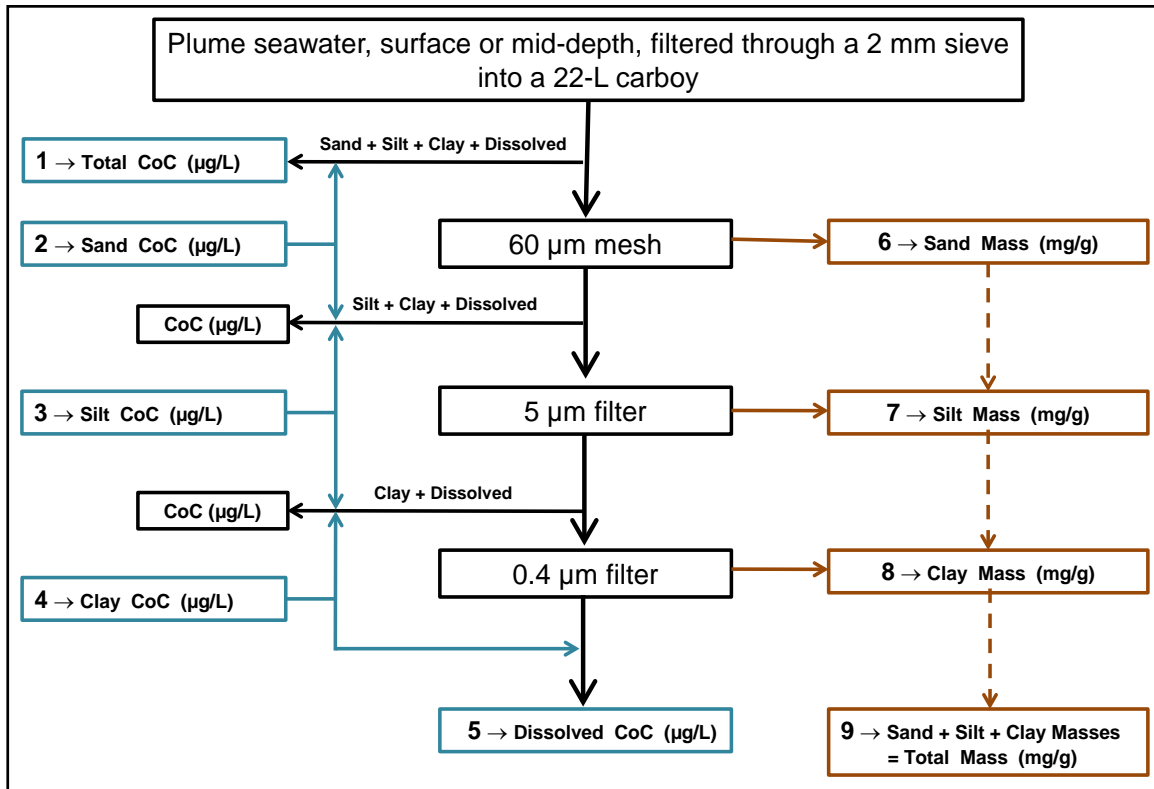 Plume seawater, surface or mid-depth, filtered through a 2 mm sieve
into a 22-L carboy
Sand + Silt + Clay + Dissolved
1 → Total CoC (µg/L)
2 → Sand CoC (µg/L)
60 µm mesh
6 → Sand Mass (mg/g)
Silt + Clay + Dissolved
CoC (µg/L)
3 → Silt CoC (µg/L)
5 µm filter
7 → Silt Mass (mg/g)
Clay + Dissolved
CoC (µg/L)
0.4 µm filter
8 → Clay Mass (mg/g)
4 → Clay CoC (µg/L)
5 → Dissolved CoC (µg/L)
9 → Sand + Silt + Clay Masses
= Total Mass (mg/g)